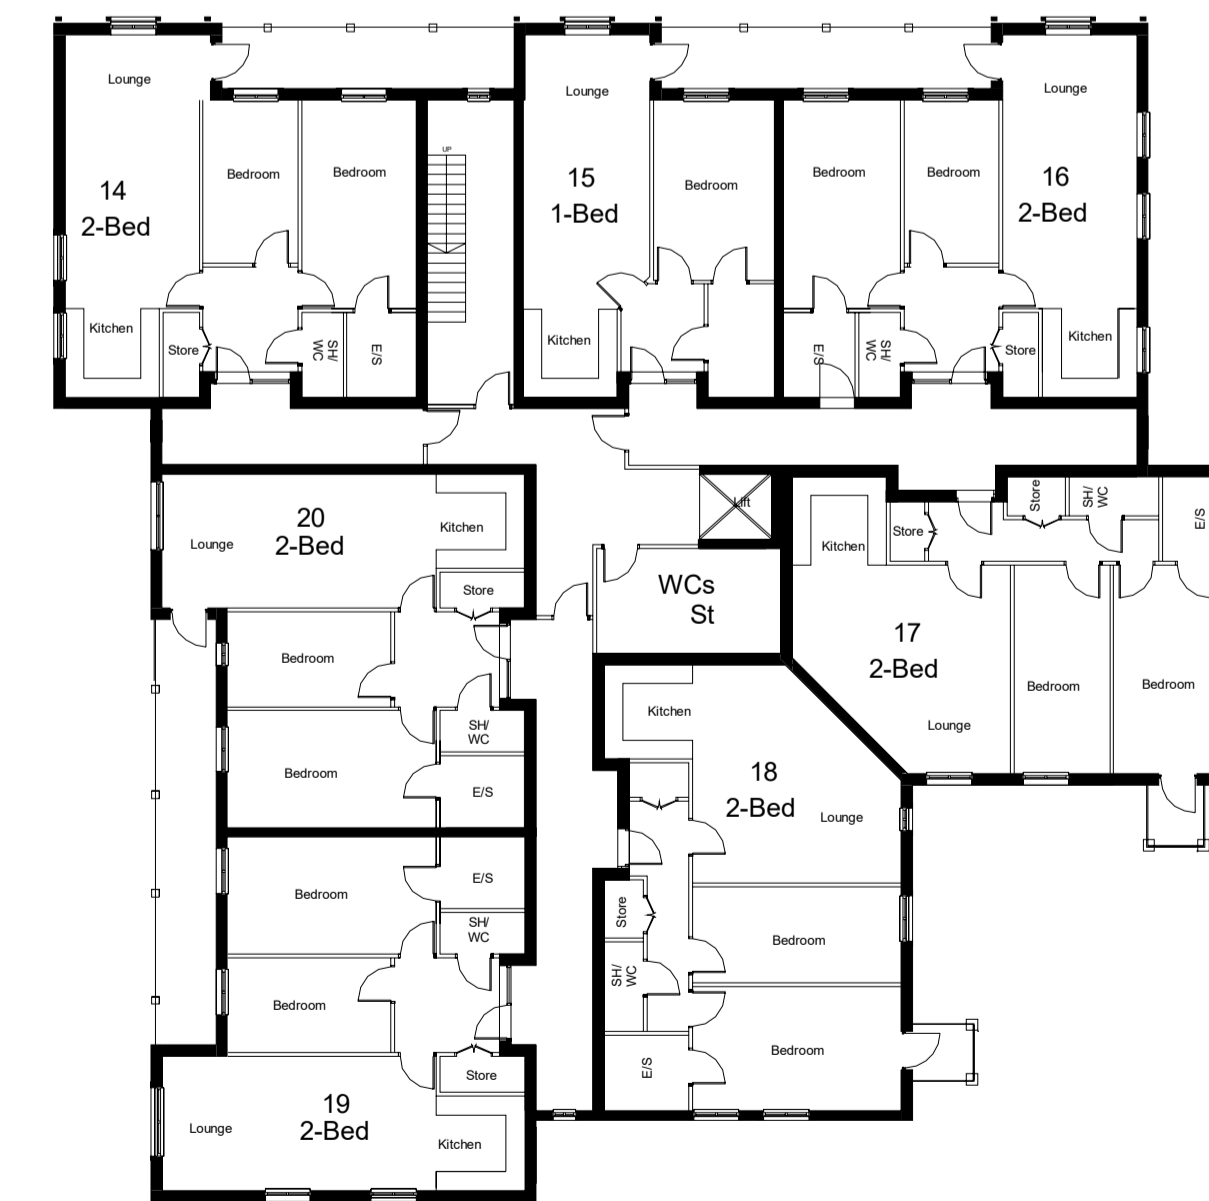 Lounge
14
2-Bed
Bedroom
Bedroom
Kitchen
Store
SH/
WC
E/S
UP
Lounge
15
1-Bed
Bedroom
Kitchen
Bedroom
Bedroom
Lounge
16
2-Bed
E/S
SH/
WC
Store
Kitchen
20
2-Bed
Lounge
Kitchen
Store
Bedroom
Bedroom
SH/
WC
E/S
Lift
WCs
St
Kitchen
Store
Store
SH/
WC
E/S
17
2-Bed
Lounge
Bedroom
Bedroom
Kitchen
18
2-Bed
Lounge
Store
Bedroom
SH/
WC
Bedroom
E/S
Bedroom
E/S
SH/
WC
Bedroom
Store
19
2-Bed
Lounge
Kitchen